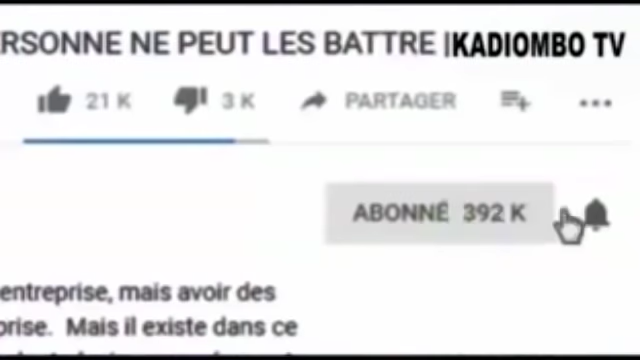 ERSONNE NE PEUT LES BATTRE | KADIOMBO TV
21 K 3 K PARTAGER
ABONNÉ 392 K
entreprise, mais avoir des
prise. Mais il existe dans ce